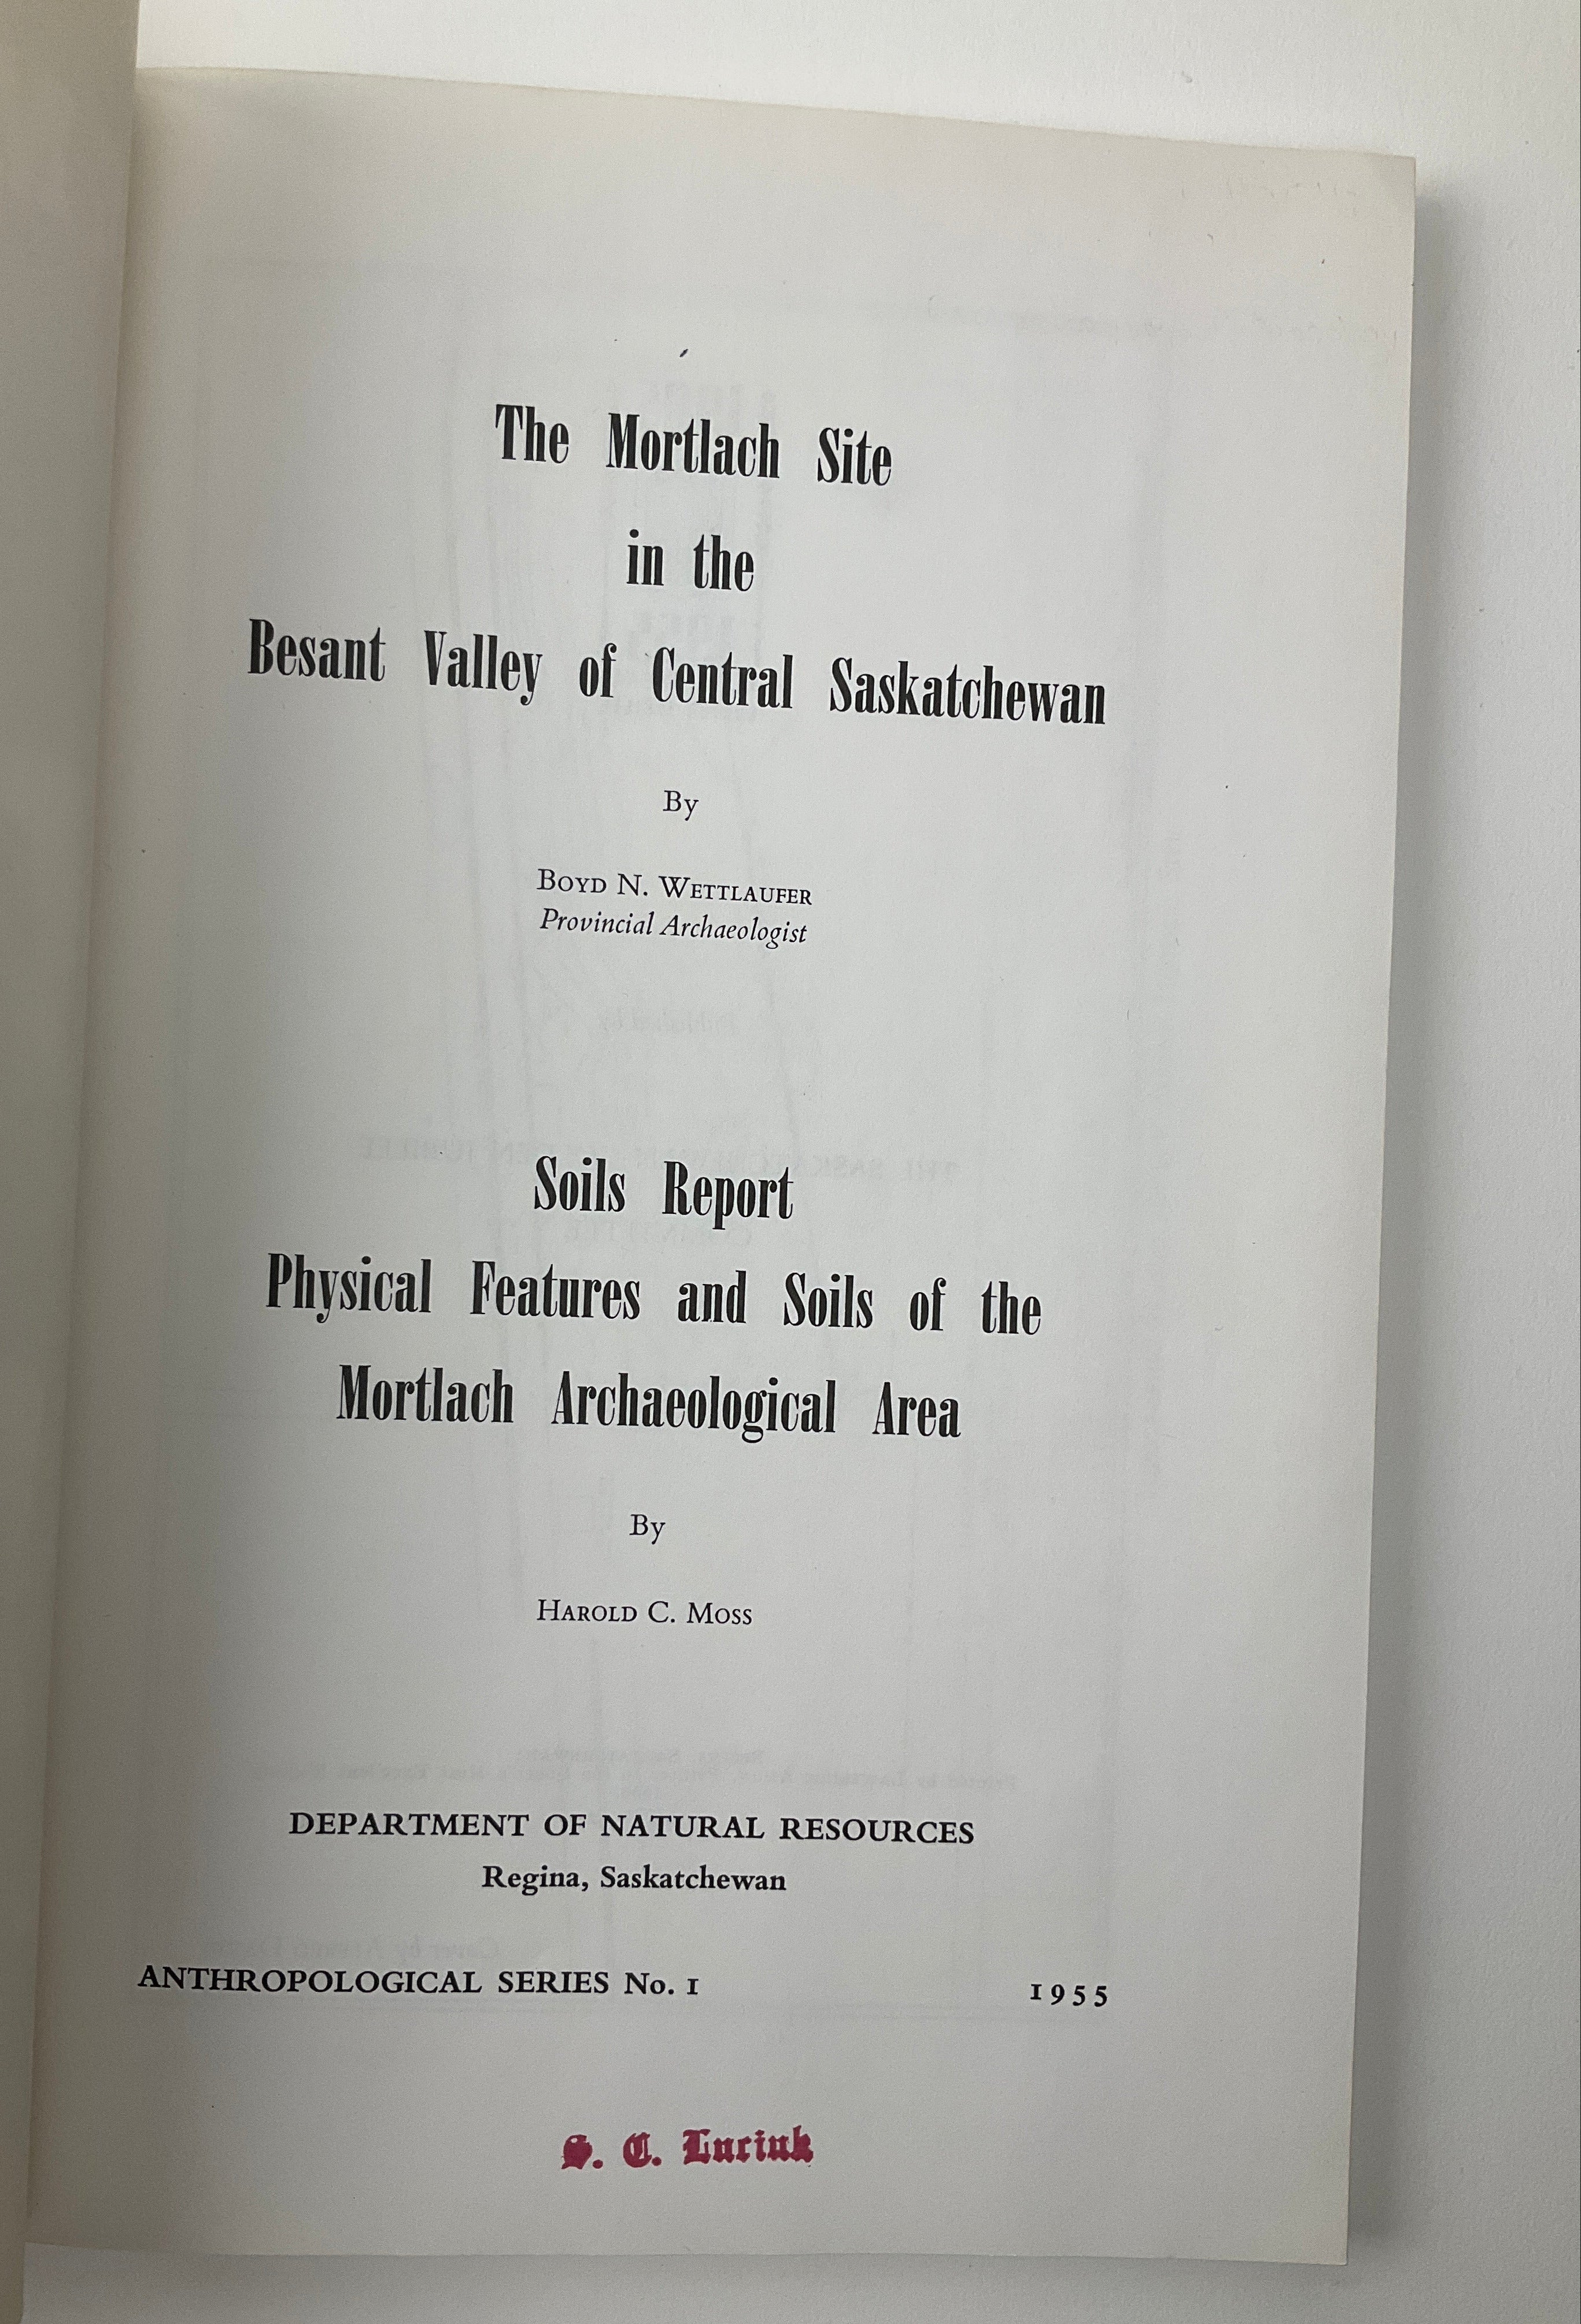 The Mortlach Site
in the
Besant Valley of Central Saskatchewan
By
BOYD N. WETTLAUFER
Provincial Archaeologist
Soils Report
Physical Features and Soils of the
Mortlach Archaeological Area
By
HAROLD C. MOSS
DEPARTMENT OF NATURAL RESOURCES
Regina, Saskatchewan
ANTHROPOLOGICAL SERIES No. 1 1955
S. C. Luciuk